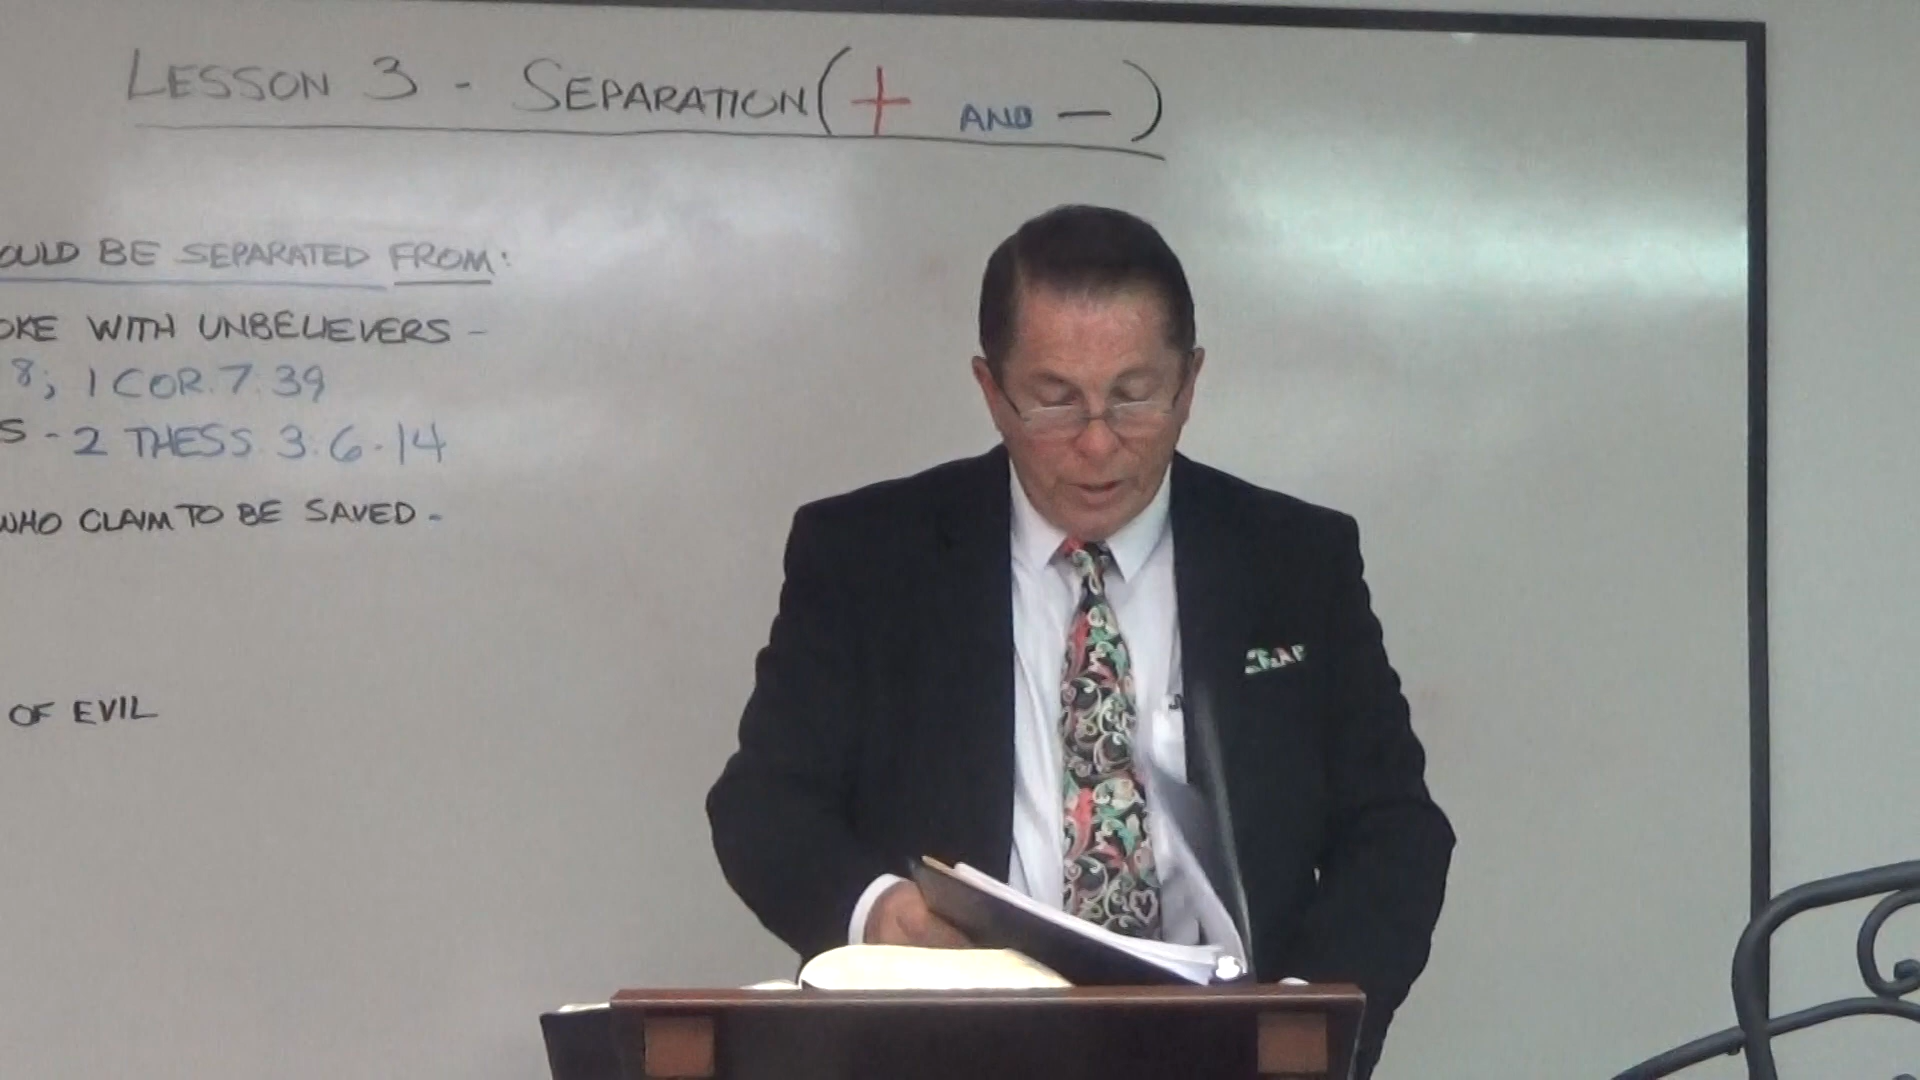 LESSON 3 - SEPARATION (+ AND -)
OULD BE SEPARATED FROM:
OKE WITH UNBELIEVERS -
8; 1 COR. 7:39
S - 2 THESS 3:6-14
WHO CLAIM TO BE SAVED -
OF EVIL